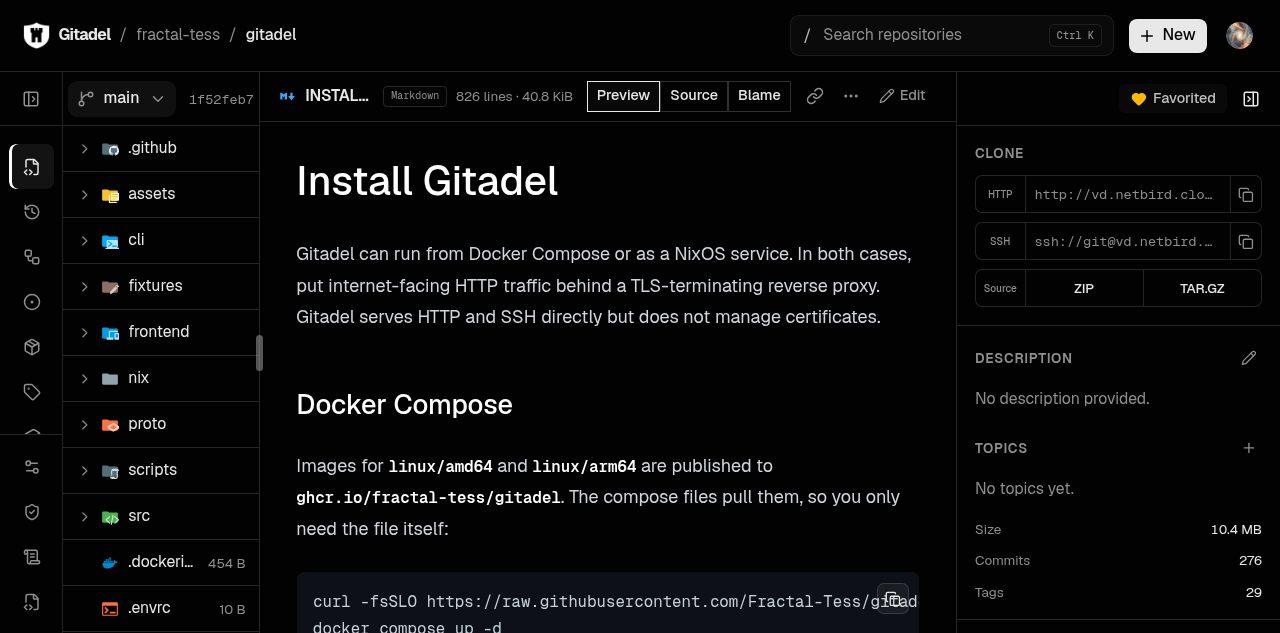 Gitadel / fractal-tess / gitadel
/ Search repositories Ctrl K
+ New
main 1f52feb7
INSTAL... Markdown 826 lines · 40.8 KiB Preview Source Blame Edit
Favorited
.github
assets
cli
fixtures
frontend
nix
proto
scripts
src
.dockeri... 454 B
.envrc 10 B
Install Gitadel
Gitadel can run from Docker Compose or as a NixOS service. In both cases,
put internet-facing HTTP traffic behind a TLS-terminating reverse proxy.
Gitadel serves HTTP and SSH directly but does not manage certificates.
Docker Compose
Images for linux/amd64 and linux/arm64 are published to
ghcr.io/fractal-tess/gitadel. The compose files pull them, so you only
need the file itself:
curl -fsSLO https://raw.githubusercontent.com/Fractal-Tess/gitad
docker compose up -d
CLONE
HTTP http://vd.netbird.clo...
SSH ssh://git@vd.netbird....
Source ZIP TAR.GZ
DESCRIPTION
No description provided.
TOPICS
No topics yet.
Size 10.4 MB
Commits 276
Tags 29